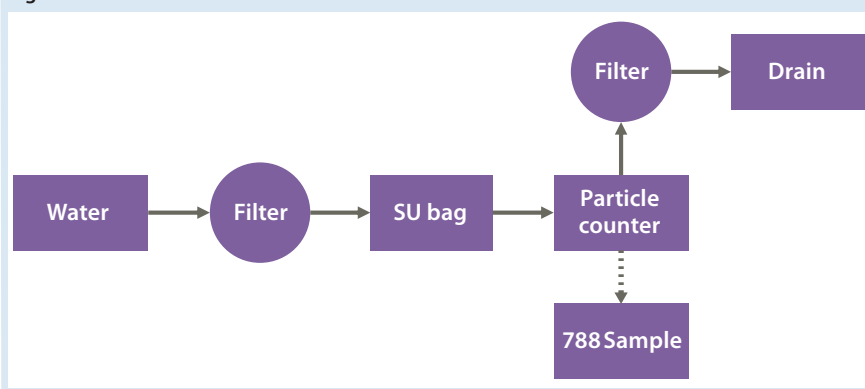 Filter
Drain
Water
Filter
SU bag
Particle
counter
788 Sample